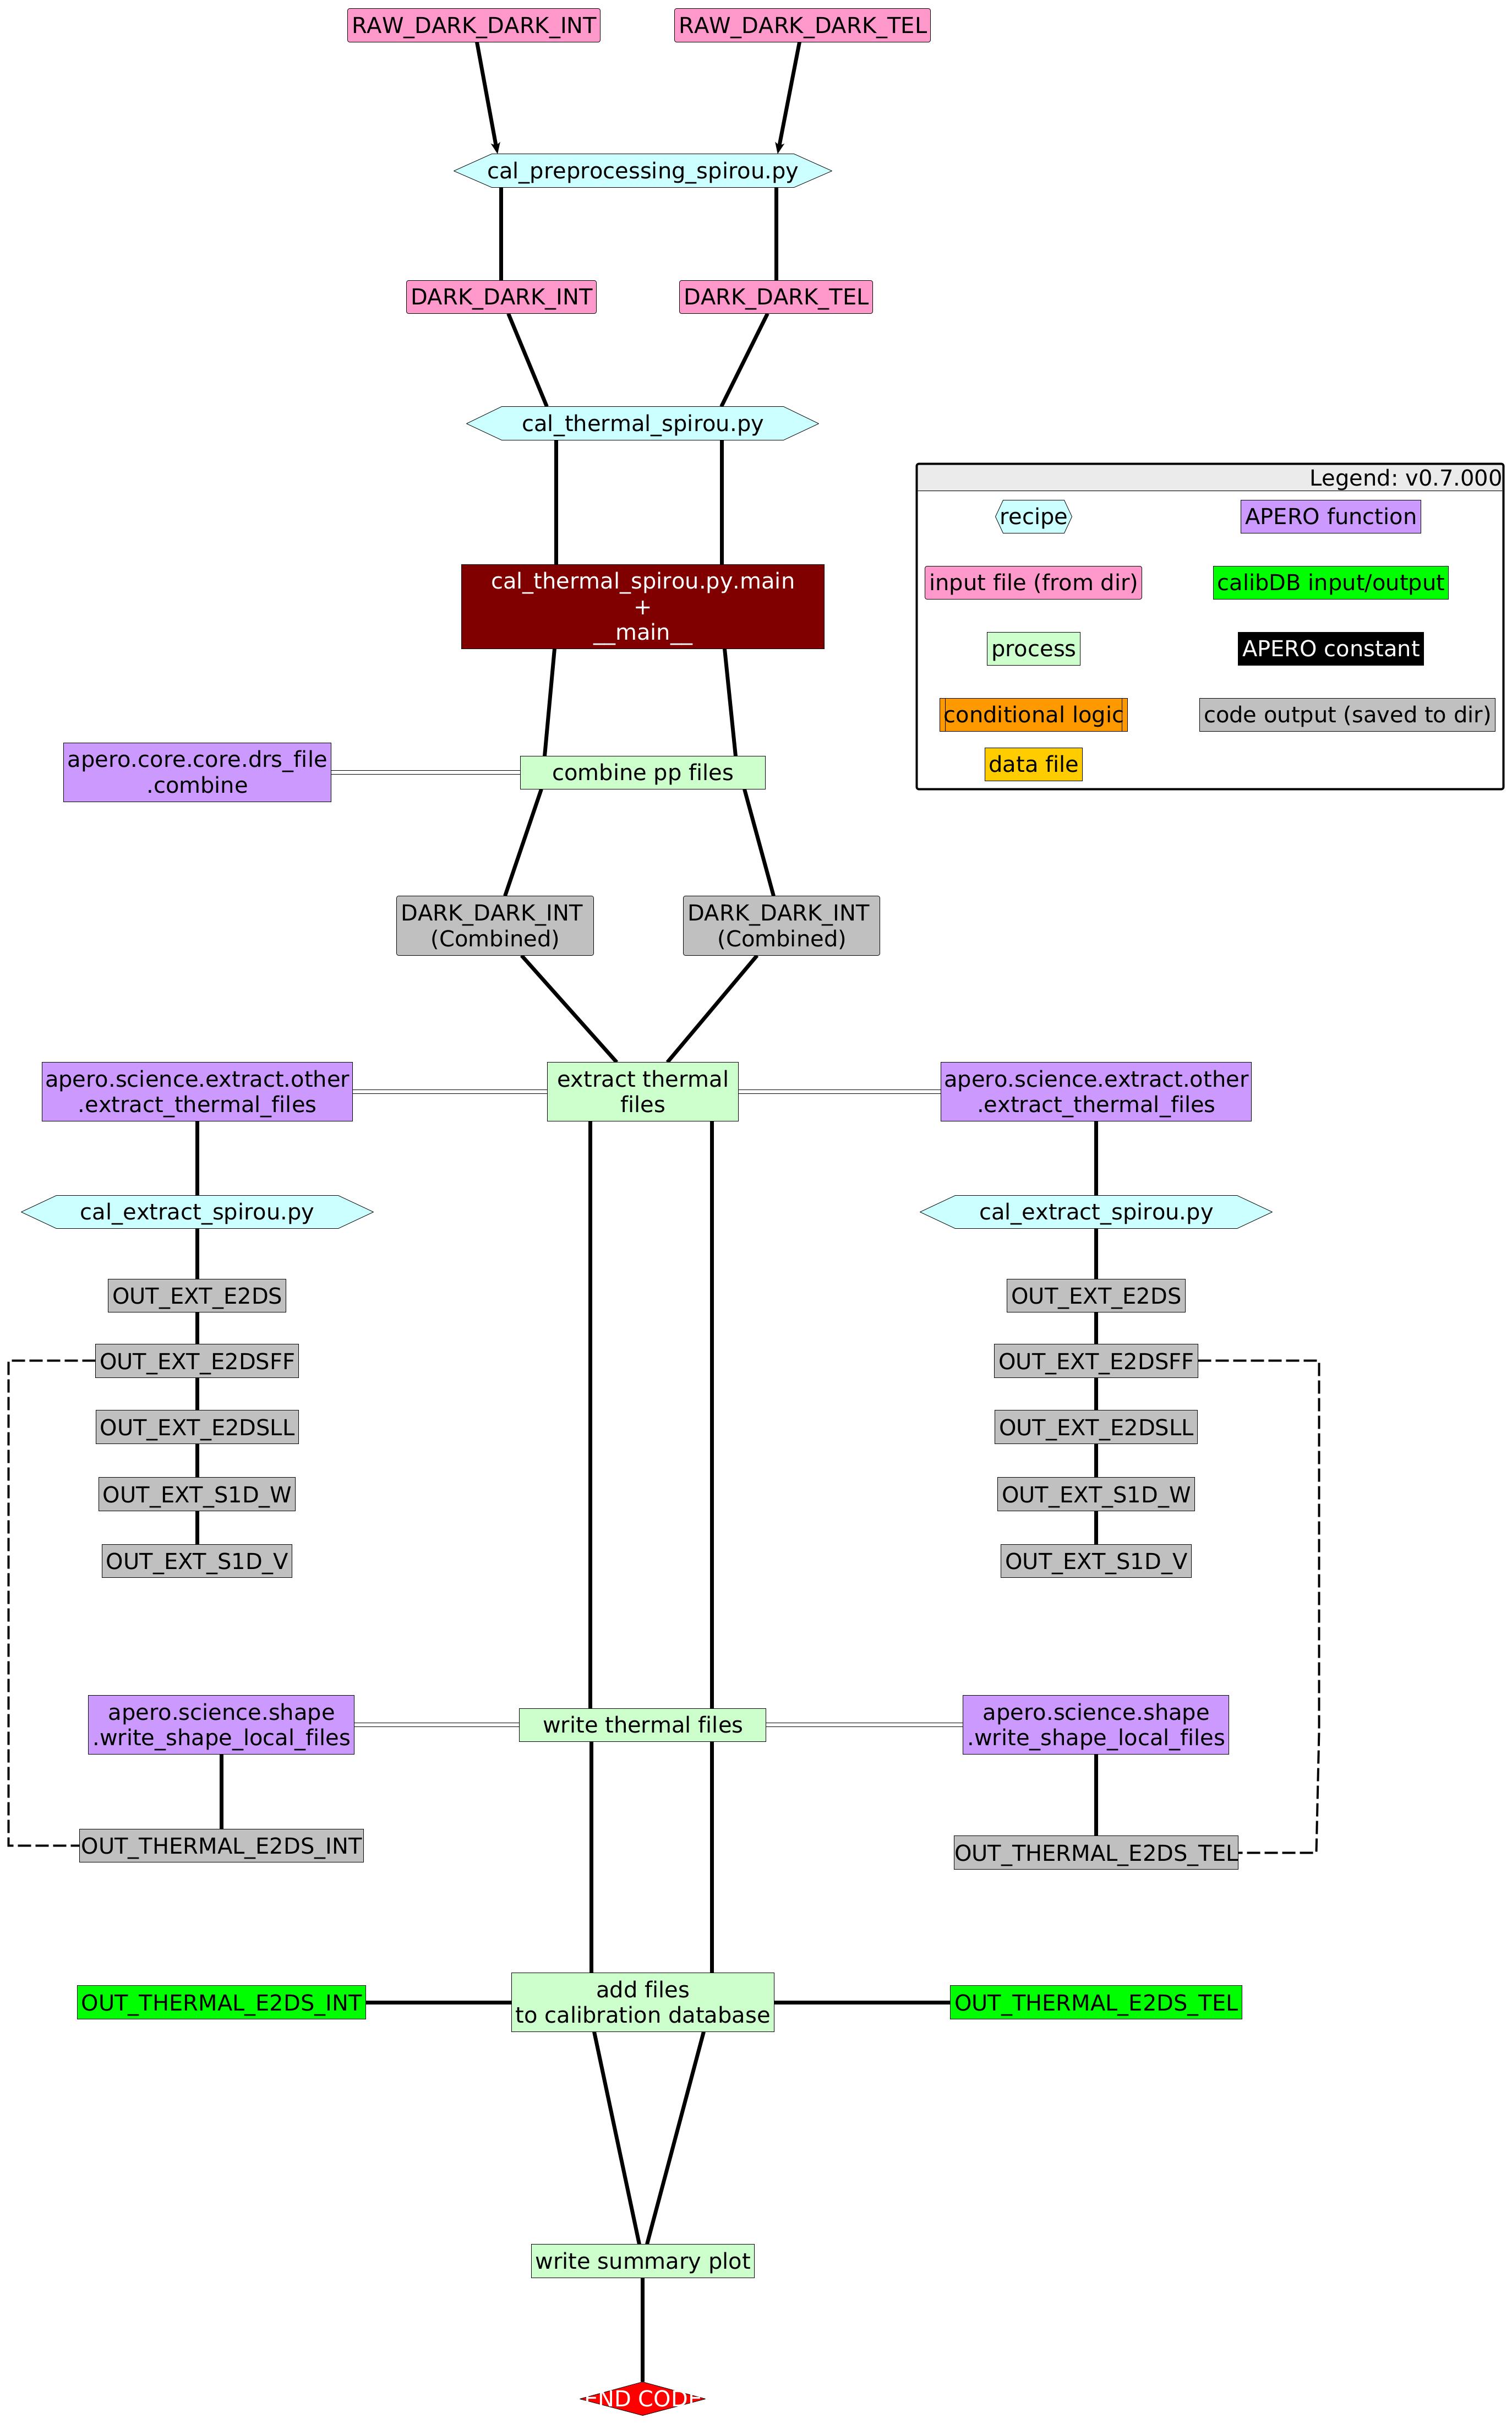 RAW_DARK_DARK_INT
RAW_DARK_DARK_TEL
cal_preprocessing_spirou.py
DARK_DARK_INT
DARK_DARK_TEL
cal_thermal_spirou.py
Legend: v0.7.000
recipe
APERO function
input file (from dir)
calibDB input/output
process
APERO constant
conditional logic
code output (saved to dir)
data file
cal_thermal_spirou.py.main
+
__main__
apero.core.core.drs_file
.combine
combine pp files
DARK_DARK_INT
(Combined)
DARK_DARK_INT
(Combined)
apero.science.extract.other
.extract_thermal_files
extract thermal
files
apero.science.extract.other
.extract_thermal_files
cal_extract_spirou.py
cal_extract_spirou.py
OUT_EXT_E2DS
OUT_EXT_E2DS
OUT_EXT_E2DSFF
OUT_EXT_E2DSFF
OUT_EXT_E2DSLL
OUT_EXT_E2DSLL
OUT_EXT_S1D_W
OUT_EXT_S1D_W
OUT_EXT_S1D_V
OUT_EXT_S1D_V
apero.science.shape
.write_shape_local_files
write thermal files
apero.science.shape
.write_shape_local_files
OUT_THERMAL_E2DS_INT
OUT_THERMAL_E2DS_TEL
OUT_THERMAL_E2DS_INT
add files
to calibration database
OUT_THERMAL_E2DS_TEL
write summary plot
END CODE